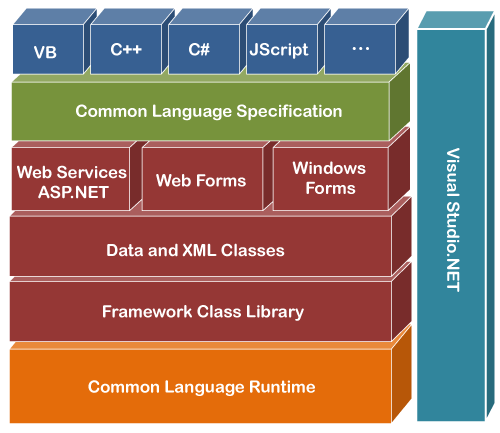 VB
C++
C#
JScript
...
Common Language Specification
Web Services
ASP.NET
Web Forms
Windows
Forms
Data and XML Classes
Framework Class Library
Common Language Runtime
Visual Studio.NET